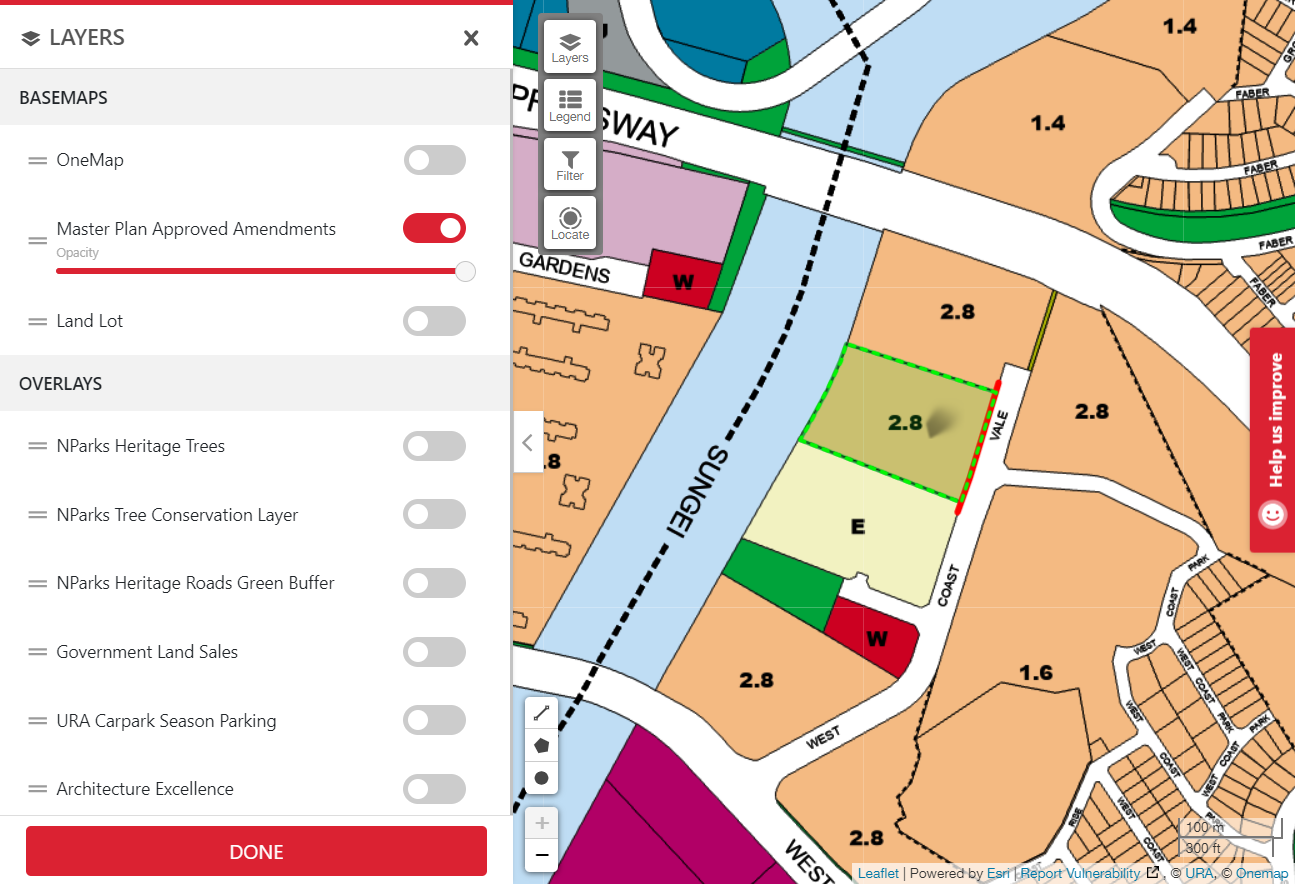 LAYERS
BASEMAPS
OneMap
Master Plan Approved Amendments
Opacity
Land Lot
OVERLAYS
NParks Heritage Trees
NParks Tree Conservation Layer
NParks Heritage Roads Green Buffer
Government Land Sales
URA Carpark Season Parking
Architecture Excellence
DONE
Layers
Legend
Filter
Locate
SWAY
GARDENS
W
.8
SUNGEI
1.4
1.4
FABER
FABER
FABER
FABER
2.8
2.8
2.8
VALE
E
COAST
W
2.8
WEST
1.6
2.8
WEST
COAST
PARK
WEST
WEST
COAST
PARK
WEST
COAST
WEST
COAST
PARK
WEST
RISE
Help us improve
100 m
300 ft
Leaflet | Powered by Esri | Report Vulnerability , © URA, © Onemap